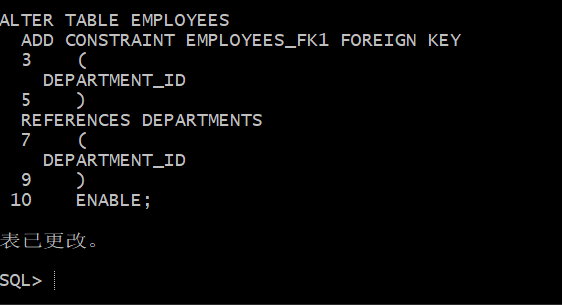 ALTER TABLE EMPLOYEES
ADD CONSTRAINT EMPLOYEES_FK1 FOREIGN KEY
3 (
DEPARTMENT_ID
5 )
REFERENCES DEPARTMENTS
7 (
DEPARTMENT_ID
9 )
10 ENABLE;
表已更改。
SQL>